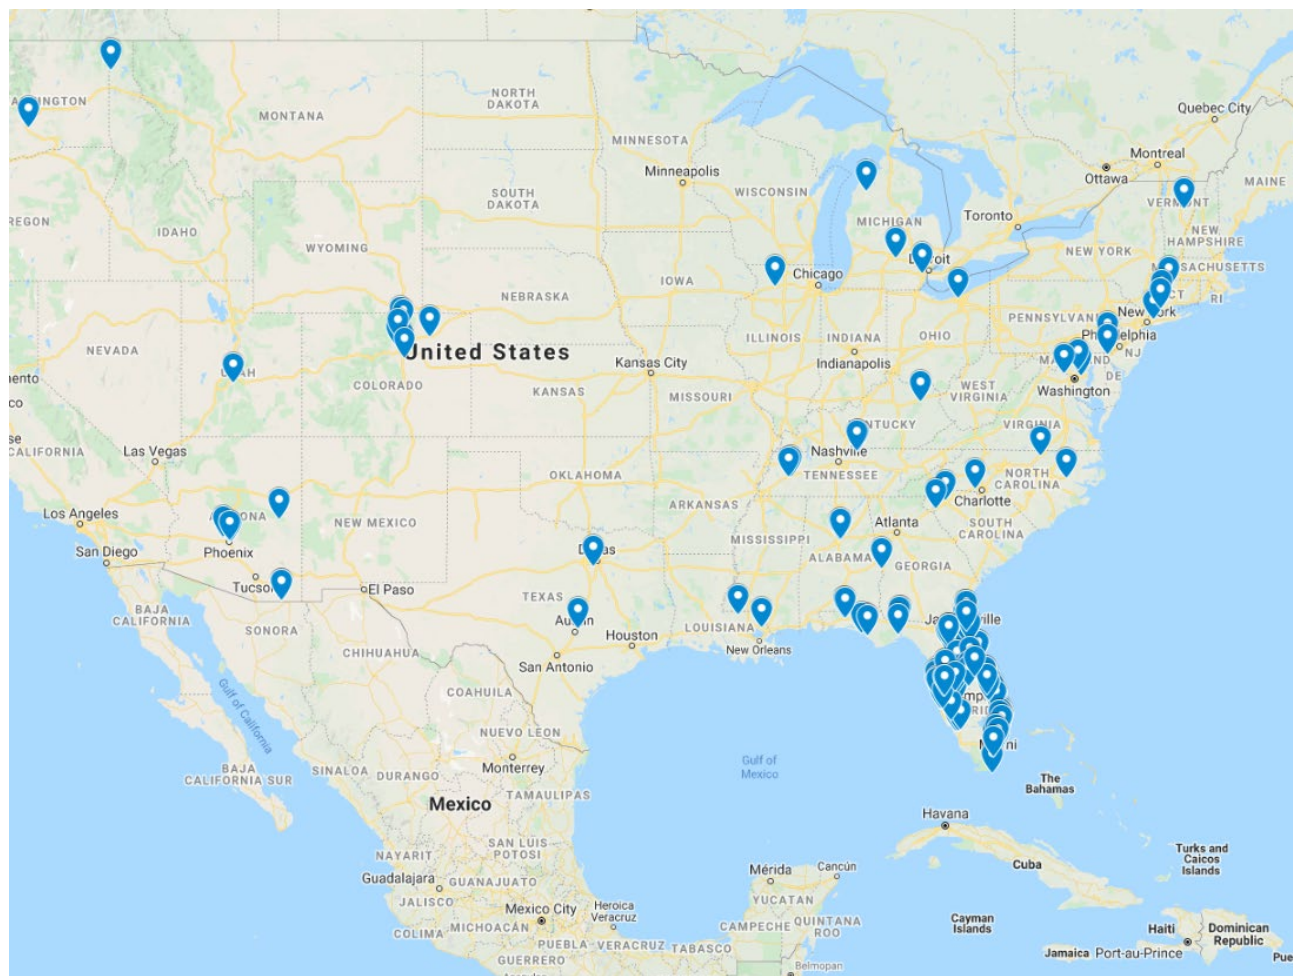 Quebec City
NORTH
DAKOTA
MONTANA
MINNESOTA
Montreal
Ottawa
Minneapolis
MAINE
WISCONSIN
SOUTH
DAKOTA
VERMONT
Toronto
MICHIGAN
IDAHO
NEW
HAMPSHIRE
WYOMING
NEW YORK
Chicago
IOWA
NEBRASKA
RI
PENNSYLVANIA
ILLINOIS
INDIANA
OHIO
NEVADA
United States
NJ
Indianapolis
Kansas City
DE
COLORADO
WEST
VIRGINIA
Washington
KANSAS
MISSOURI
VIRGINIA
CALIFORNIA
Las Vegas
Nashville
OKLAHOMA
TENNESSEE
NORTH
CAROLINA
ARKANSAS
Charlotte
Los Angeles
NEW MEXICO
Atlanta
SOUTH
CAROLINA
MISSISSIPPI
San Diego
Phoenix
ALABAMA
GEORGIA
El Paso
TEXAS
BAJA
CALIFORNIA
SONORA
LOUISIANA
Houston
New Orleans
CHIHUAHUA
San Antonio
COAHUILA
Gulf of California
NUEVO LEON
Monterrey
Gulf of
Mexico
BAJA
CALIFORNIA SUR
SINALOA
DURANGO
TAMAULIPAS
The
Bahamas
Mexico
Havana
SAN LUIS
POTOSI
NAYARIT
Turks and
Caicos
Islands
Cuba
Mérida
Cancún
Guadalajara
GUANAJUATO
JALISCO
YUCATAN
Mexico City
Heroica
Veracruz
Cayman
Islands
CAMPECHE
QUINTANA
ROO
COLIMA
MICHOACÁN
Haiti
Dominican
Republic
PUEBLA
VERACRUZ
TABASCO
Jamaica
Port-au-Prince
GUERRERO
Belmopan